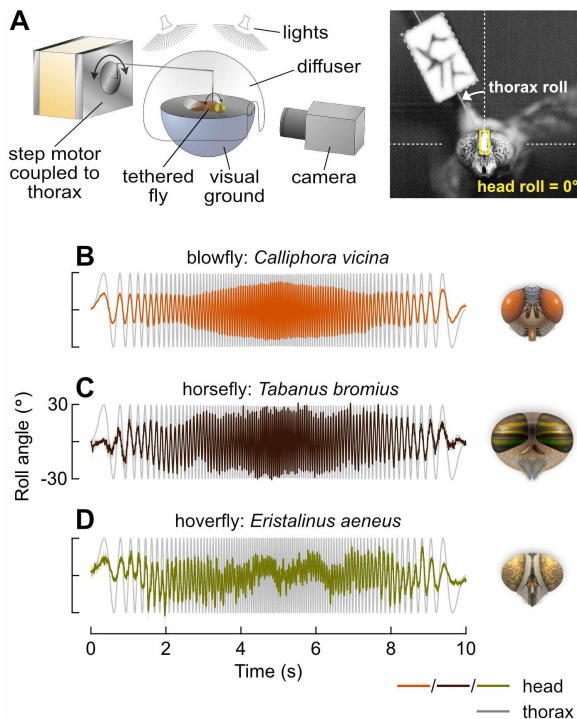 A
lights
diffuser
step motor
coupled to
thorax
tethered
fly
visual
ground
camera
thorax roll
head roll = 0°
B
blowfly: Calliphora vicina
C
horsefly: Tabanus bromius
Roll angle (°)
30
-30
D
hoverfly: Eristalinus aeneus
0 2 4 6 8 10
Time (s)
/ / head
thorax